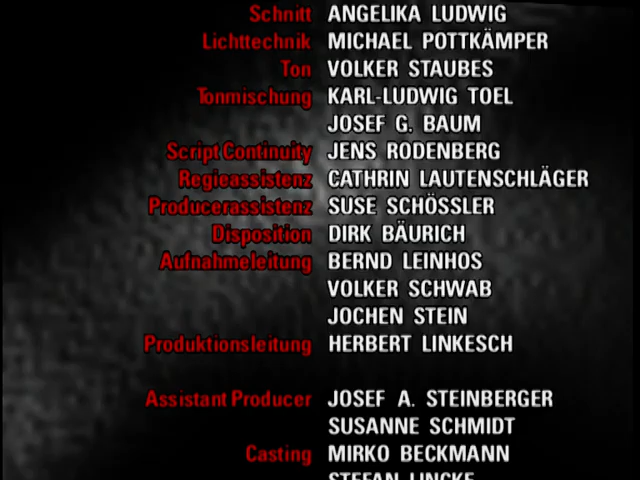 Schnitt ANGELIKA LUDWIG
Lichttechnik MICHAEL POTTKÄMPER
Ton VOLKER STAUBES
Tonmischung KARL-LUDWIG TOEL
JOSEF G. BAUM
Script Continuity JENS RODENBERG
Regieassistenz CATHRIN LAUTENSCHLÄGER
Producerassistenz SUSE SCHÖSSLER
Disposition DIRK BÄURICH
Aufnahmeleitung BERND LEINHOS
VOLKER SCHWAB
JOCHEN STEIN
Produktionsleitung HERBERT LINKESCH
Assistant Producer JOSEF A. STEINBERGER
SUSANNE SCHMIDT
Casting MIRKO BECKMANN
STEFAN LINCKE